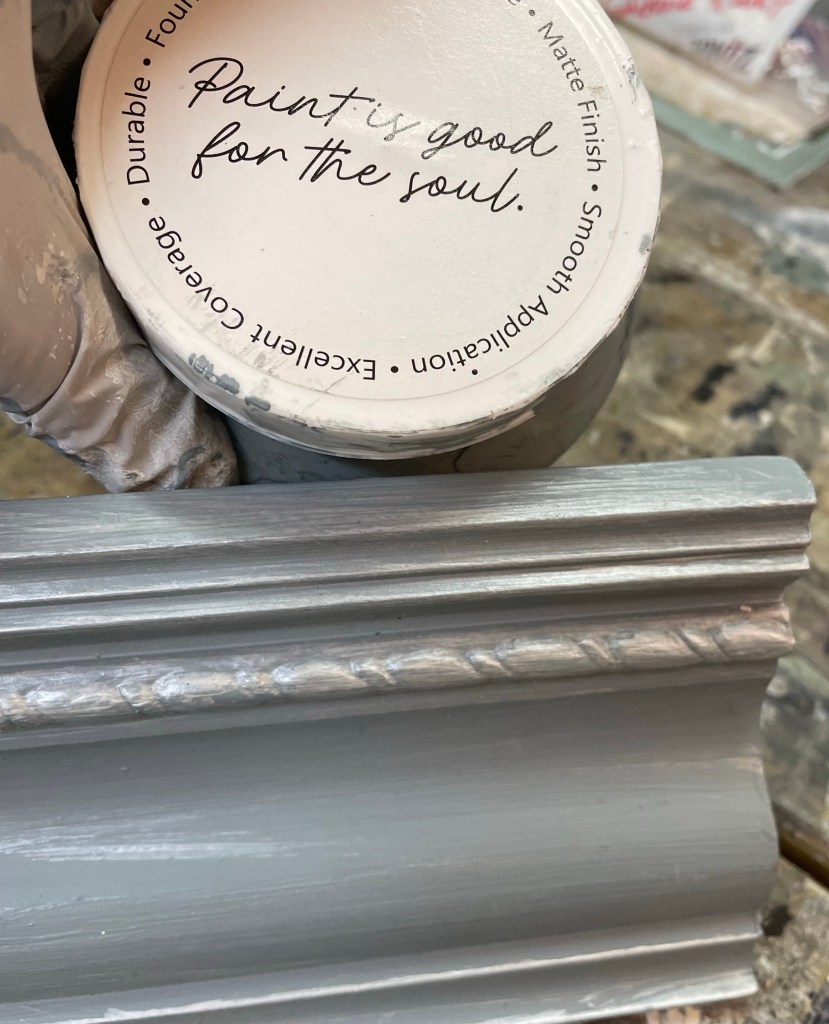 Paint is good
for the soul.
Matte Finish • Smooth Application • Excellent Coverage • Durable •